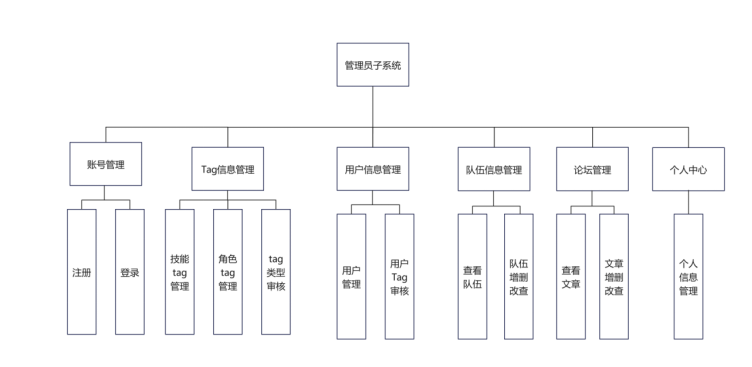 管理员子系统
账号管理
Tag信息管理
用户信息管理
队伍信息管理
论坛管理
个人中心
注册
登录
技能
tag
管理
角色
tag
管理
tag
类型
审核
用户
管理
用户
Tag
审核
查看
队伍
队伍
增删
改查
查看
文章
文章
增删
改查
个人
信息
管理